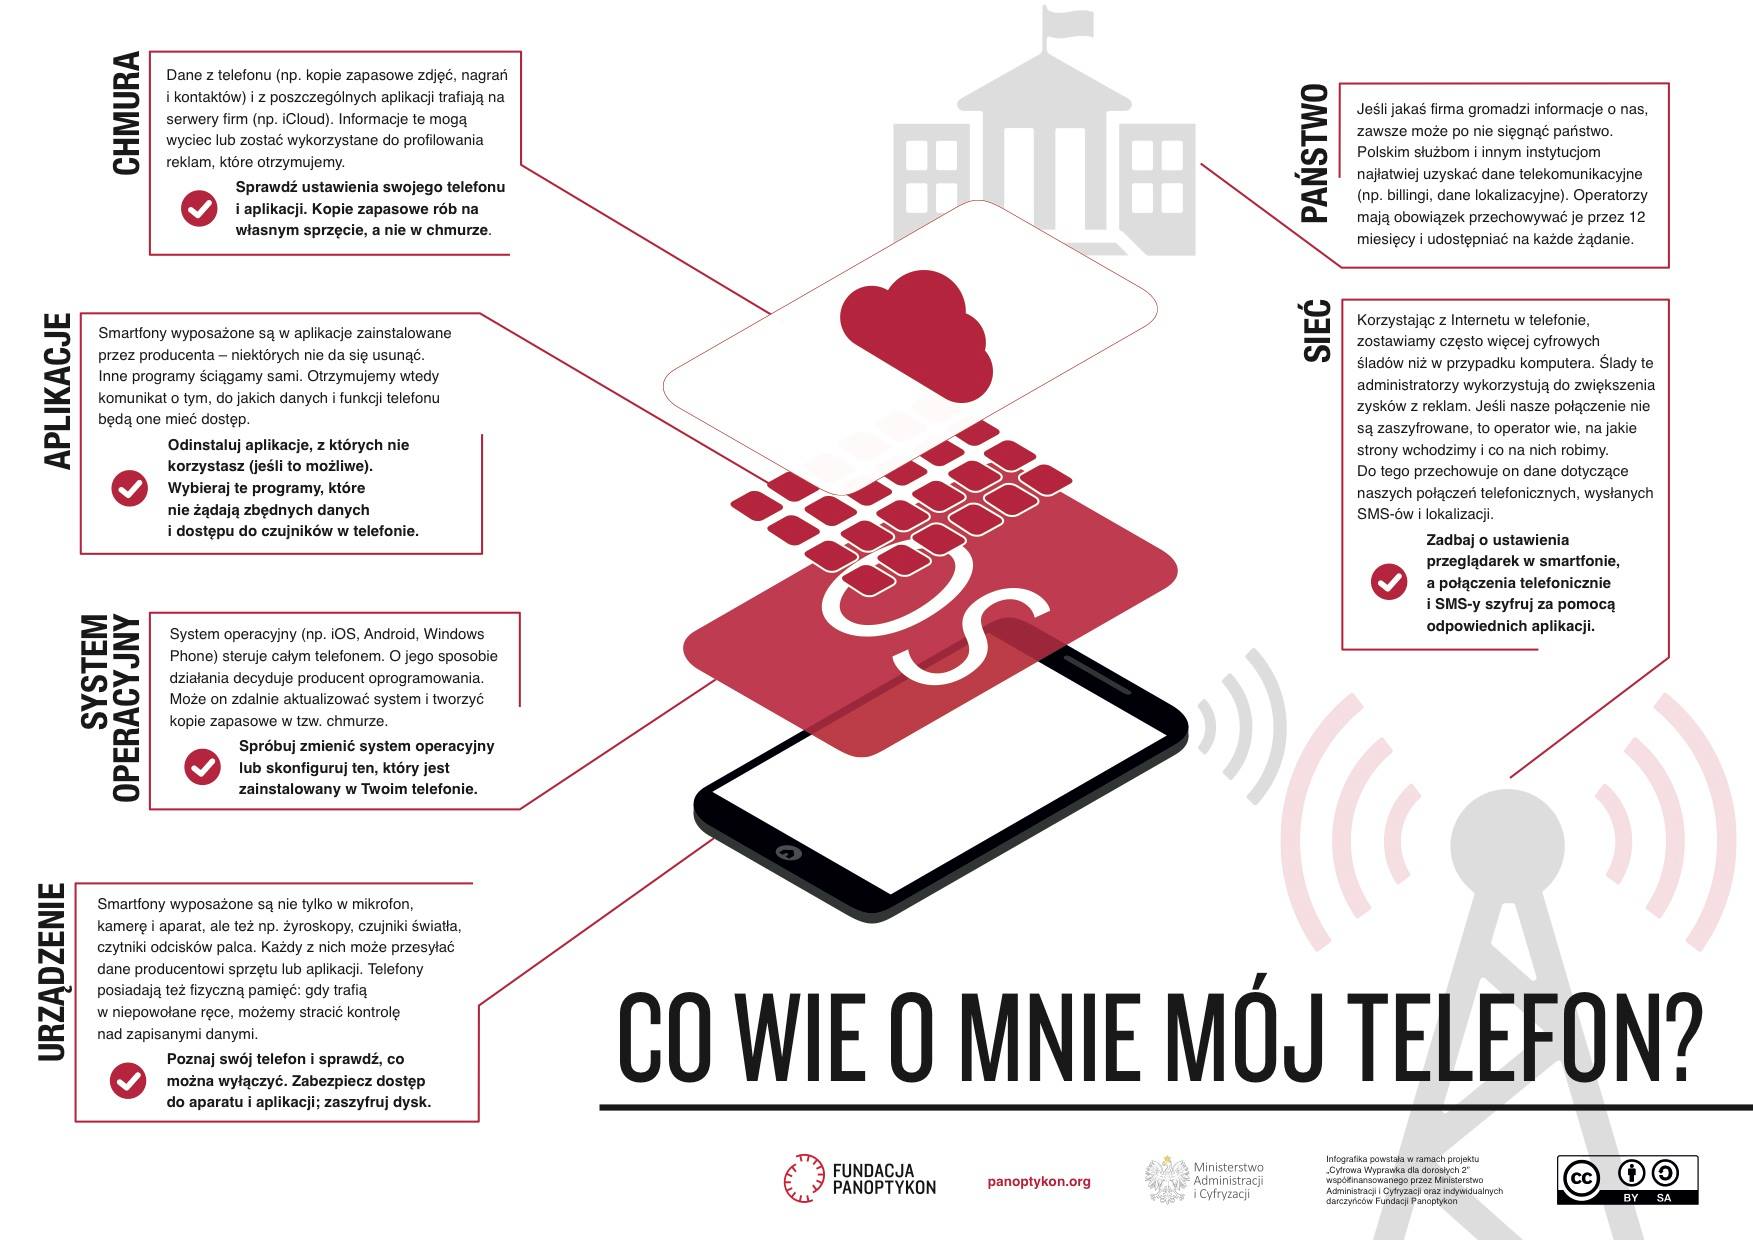 CHMURA
Dane z telefonu (np. kopie zapasowe zdjęć, nagrań
i kontaktów) i z poszczególnych aplikacji trafiają na
serwery firm (np. iCloud). Informacje te mogą
wyciec lub zostać wykorzystane do profilowania
reklam, które otrzymujemy.
Sprawdź ustawienia swojego telefonu
i aplikacji. Kopie zapasowe rób na
własnym sprzęcie, a nie w chmurze.
APLIKACJE
Smartfony wyposażone są w aplikacje zainstalowane
przez producenta – niektórych nie da się usunąć.
Inne programy ściągamy sami. Otrzymujemy wtedy
komunikat o tym, do jakich danych i funkcji telefonu
będą one mieć dostęp.
Odinstaluj aplikacje, z których nie
korzystasz (jeśli to możliwe).
Wybieraj te programy, które
nie żądają zbędnych danych
i dostępu do czujników w telefonie.
SYSTEM
OPERACYJNY
System operacyjny (np. iOS, Android, Windows
Phone) steruje całym telefonem. O jego sposobie
działania decyduje producent oprogramowania.
Może on zdalnie aktualizować system i tworzyć
kopie zapasowe w tzw. chmurze.
Spróbuj zmienić system operacyjny
lub skonfiguruj ten, który jest
zainstalowany w Twoim telefonie.
URZĄDZENIE
Smartfony wyposażone są nie tylko w mikrofon,
kamerę i aparat, ale też np. żyroskopy, czujniki światła,
czytniki odcisków palca. Każdy z nich może przesyłać
dane producentowi sprzętu lub aplikacji. Telefony
posiadają też fizyczną pamięć: gdy trafią
w niepowołane ręce, możemy stracić kontrolę
nad zapisanymi danymi.
Poznaj swój telefon i sprawdź, co
można wyłączyć. Zabezpiecz dostęp
do aparatu i aplikacji; zaszyfruj dysk.
OS
PAŃSTWO
Jeśli jakaś firma gromadzi informacje o nas,
zawsze może po nie sięgnąć państwo.
Polskim służbom i innym instytucjom
najłatwiej uzyskać dane telekomunikacyjne
(np. billingi, dane lokalizacyjne). Operatorzy
mają obowiązek przechowywać je przez 12
miesięcy i udostępniać na każde żądanie.
SIEĆ
Korzystając z Internetu w telefonie,
zostawiamy często więcej cyfrowych
śladów niż w przypadku komputera. Ślady te
administratorzy wykorzystują do zwiększenia
zysków z reklam. Jeśli nasze połączenie nie
są zaszyfrowane, to operator wie, na jakie
strony wchodzimy i co na nich robimy.
Do tego przechowuje on dane dotyczące
naszych połączeń telefonicznych, wysłanych
SMS-ów i lokalizacji.
Zadbaj o ustawienia
przeglądarek w smartfonie,
a połączenia telefonicznie
i SMS-y szyfruj za pomocą
odpowiednich aplikacji.
CO WIE O MNIE MÓJ TELEFON?
FUNDACJA
PANOPTYKON
panoptykon.org
Ministerstwo
Administracji
i Cyfryzacji
Infografika powstała w ramach projektu
„Cyfrowa Wyprawka dla dorosłych 2”
współfinansowanego przez Ministerstwo
Administracji i Cyfryzacji oraz indywidualnych
darczyńców Fundacji Panoptykon
cc
BY SA